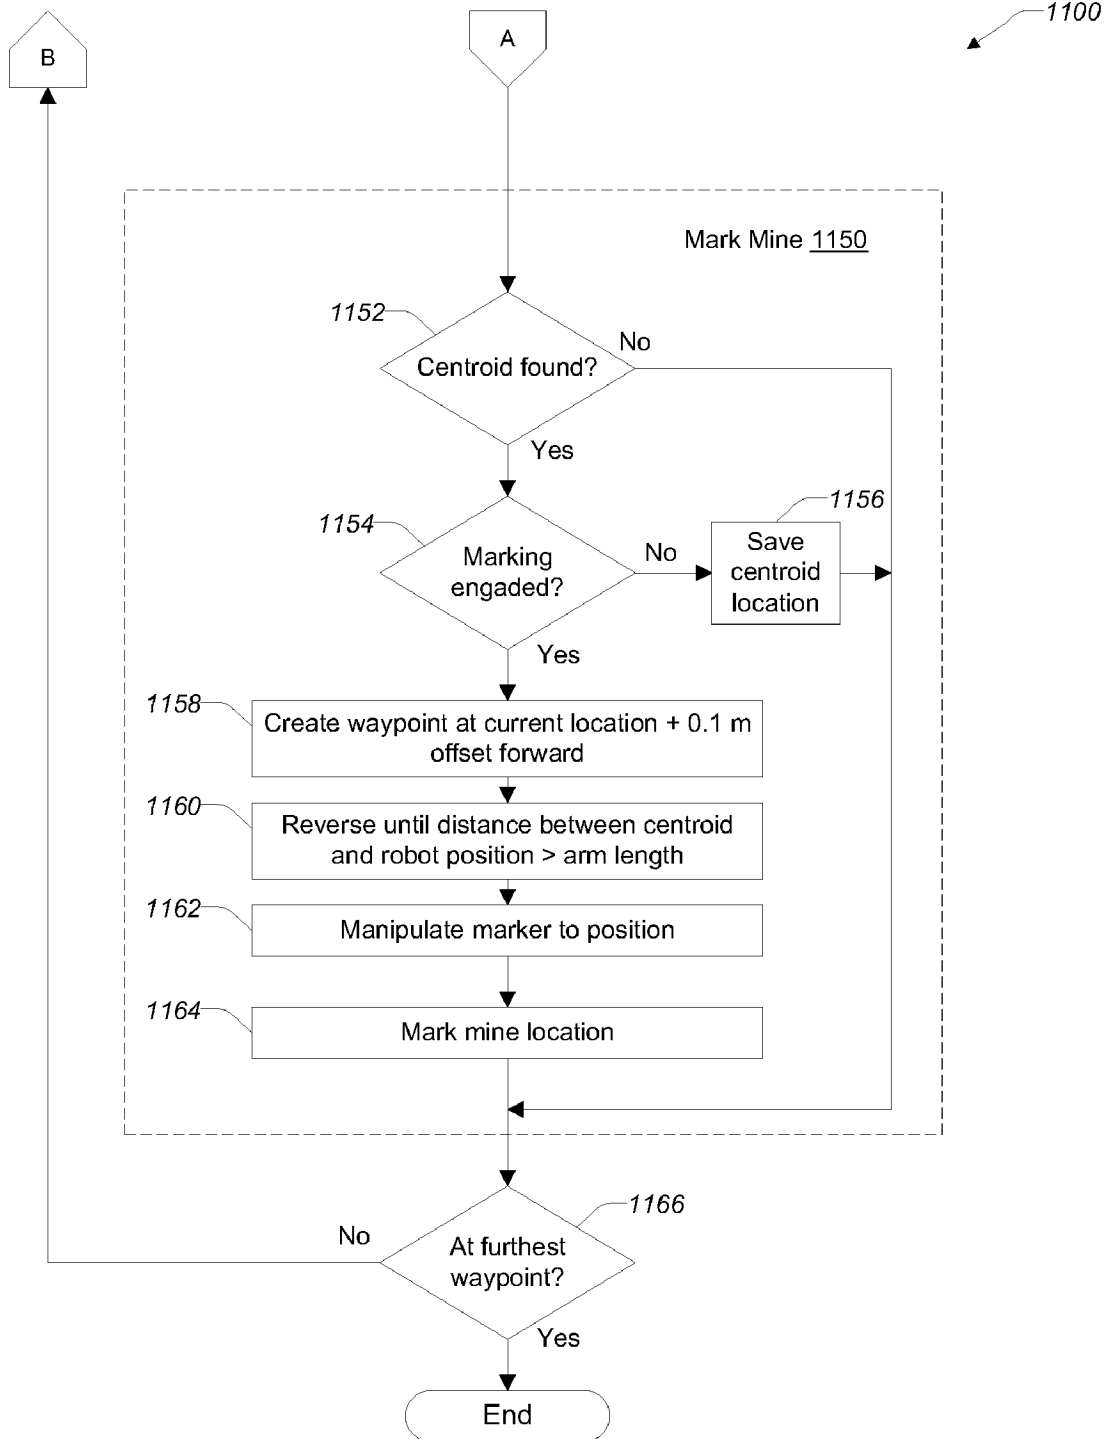 1100
B
A
Mark Mine 1150
1152
Centroid found?
No
Yes
1154
Marking
engaded?
No
1156
Save
centroid
location
Yes
1158
Create waypoint at current location + 0.1 m
offset forward
1160
Reverse until distance between centroid
and robot position > arm length
1162
Manipulate marker to position
1164
Mark mine location
1166
No
At furthest
waypoint?
Yes
End